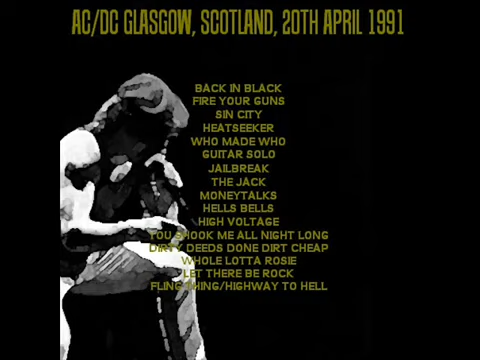 AC/DC GLASGOW, SCOTLAND, 20TH APRIL 1991
BACK IN BLACK
FIRE YOUR GUNS
SIN CITY
HEATSEEKER
WHO MADE WHO
GUITAR SOLO
JAILBREAK
THE JACK
MONEYTALKS
HELLS BELLS
HIGH VOLTAGE
YOU SHOOK ME ALL NIGHT LONG
DIRTY DEEDS DONE DIRT CHEAP
WHOLE LOTTA ROSIE
LET THERE BE ROCK
FLING THING/HIGHWAY TO HELL